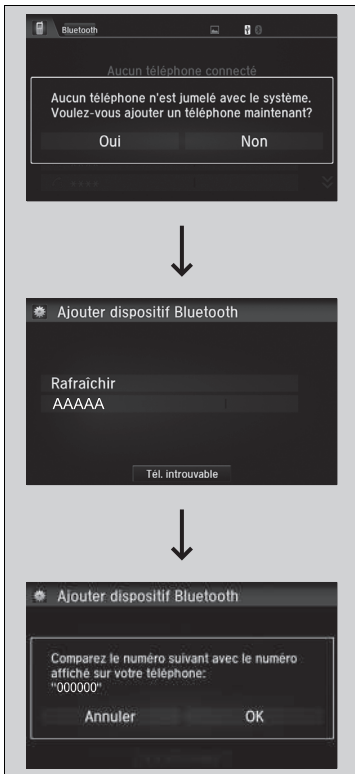 Bluetooth
Aucun téléphone connecté
Aucun téléphone n'est jumelé avec le système.
Voulez-vous ajouter un téléphone maintenant?
Oui Non
Ajouter dispositif Bluetooth
Rafraîchir
AAAAA
Tél. introuvable
Ajouter dispositif Bluetooth
Comparez le numéro suivant avec le numéro
affiché sur votre téléphone:
"000000"
Annuler OK